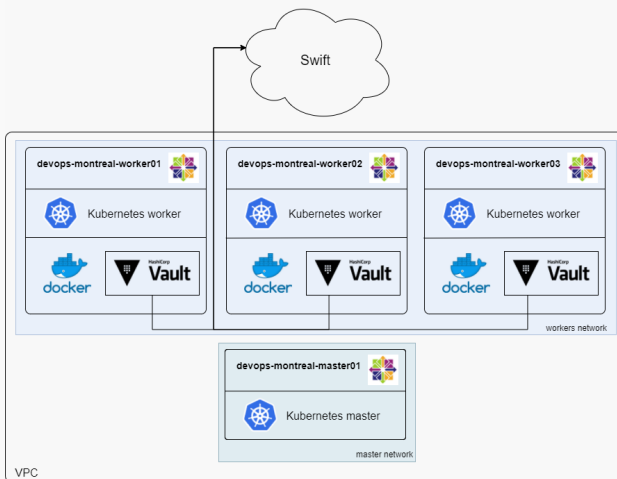 Swift
devops-montreal-worker01
devops-montreal-worker02
devops-montreal-worker03
Kubernetes worker
Kubernetes worker
Kubernetes worker
docker
HashiCorp
Vault
docker
HashiCorp
Vault
docker
HashiCorp
Vault
workers network
devops-montreal-master01
Kubernetes master
master network
VPC